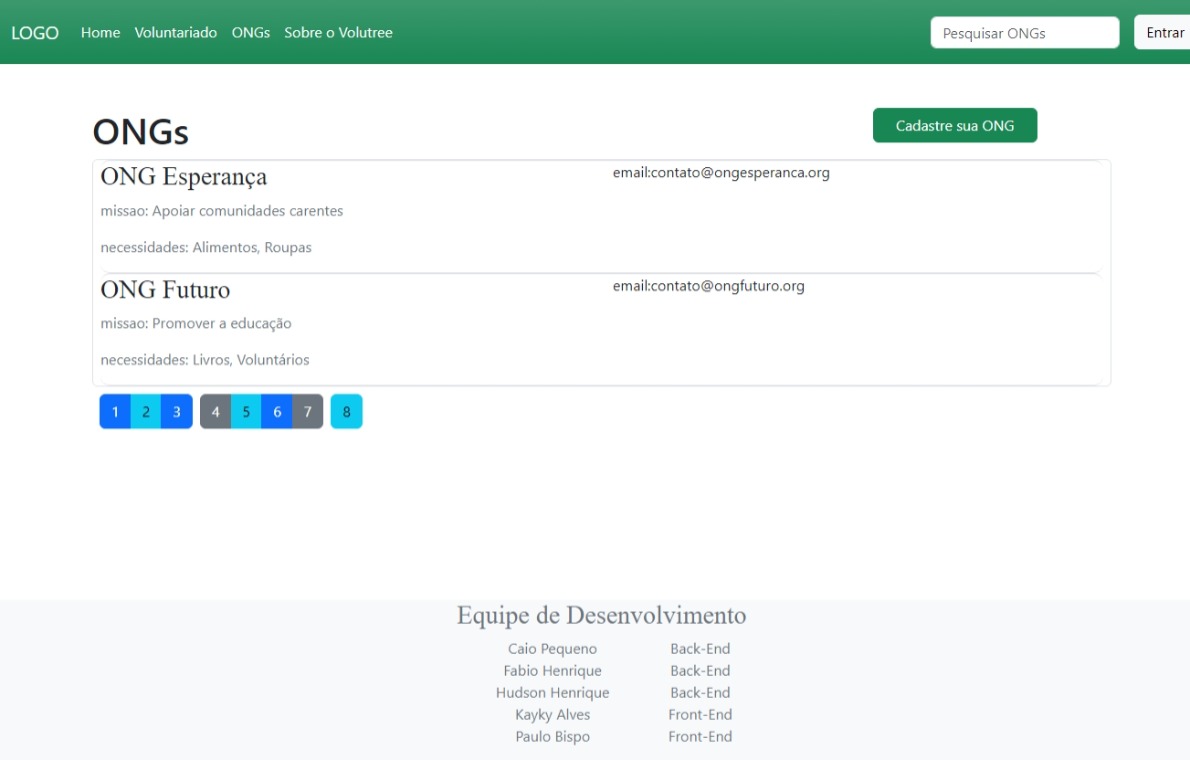 LOGO Home Voluntariado ONGs Sobre o Volutree Pesquisar ONGs Entrar
ONGs
Cadastre sua ONG
ONG Esperança
email:contato@ongesperanca.org
missao: Apoiar comunidades carentes
necessidades: Alimentos, Roupas
ONG Futuro
email:contato@ongfuturo.org
missao: Promover a educação
necessidades: Livros, Voluntários
1 2 3 4 5 6 7 8
Equipe de Desenvolvimento
Caio Pequeno Back-End
Fabio Henrique Back-End
Hudson Henrique Back-End
Kayky Alves Front-End
Paulo Bispo Front-End